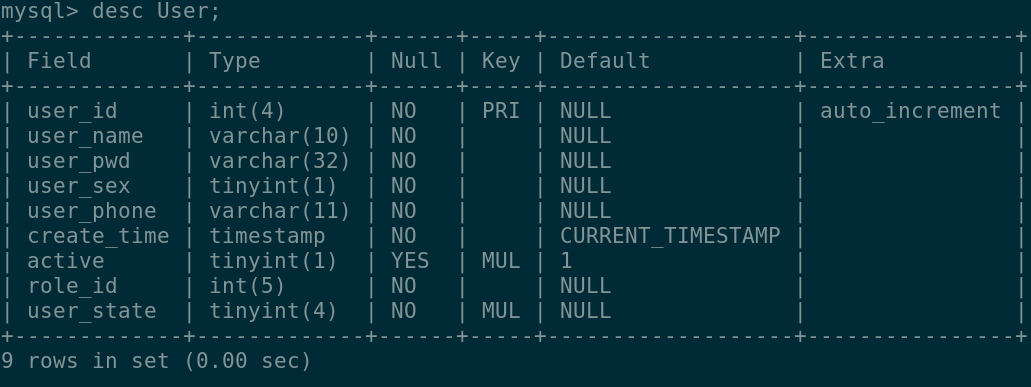 mysql> desc User;
+-------------+-------------+------+-----+-------------------+----------------+
| Field       | Type        | Null | Key | Default           | Extra          |
+-------------+-------------+------+-----+-------------------+----------------+
| user_id     | int(4)      | NO   | PRI | NULL              | auto_increment |
| user_name   | varchar(10) | NO   |     | NULL              |                |
| user_pwd    | varchar(32) | NO   |     | NULL              |                |
| user_sex    | tinyint(1)  | NO   |     | NULL              |                |
| user_phone  | varchar(11) | NO   |     | NULL              |                |
| create_time | timestamp   | NO   |     | CURRENT_TIMESTAMP |                |
| active      | tinyint(1)  | YES  | MUL | 1                 |                |
| role_id     | int(5)      | NO   |     | NULL              |                |
| user_state  | tinyint(4)  | NO   | MUL | NULL              |                |
+-------------+-------------+------+-----+-------------------+----------------+
9 rows in set (0.00 sec)